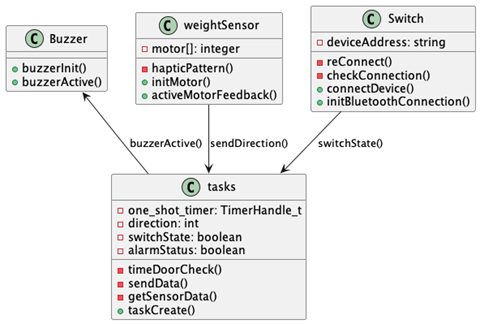 C Buzzer
buzzerInit()
buzzerActive()
C weightSensor
motor[]: integer
hapticPattern()
initMotor()
activeMotorFeedback()
C Switch
deviceAddress: string
reConnect()
checkConnection()
connectDevice()
initBluetoothConnection()
buzzerActive()
sendDirection()
switchState()
C tasks
one_shot_timer: TimerHandle_t
direction: int
switchState: boolean
alarmStatus: boolean
timeDoorCheck()
sendData()
getSensorData()
taskCreate()